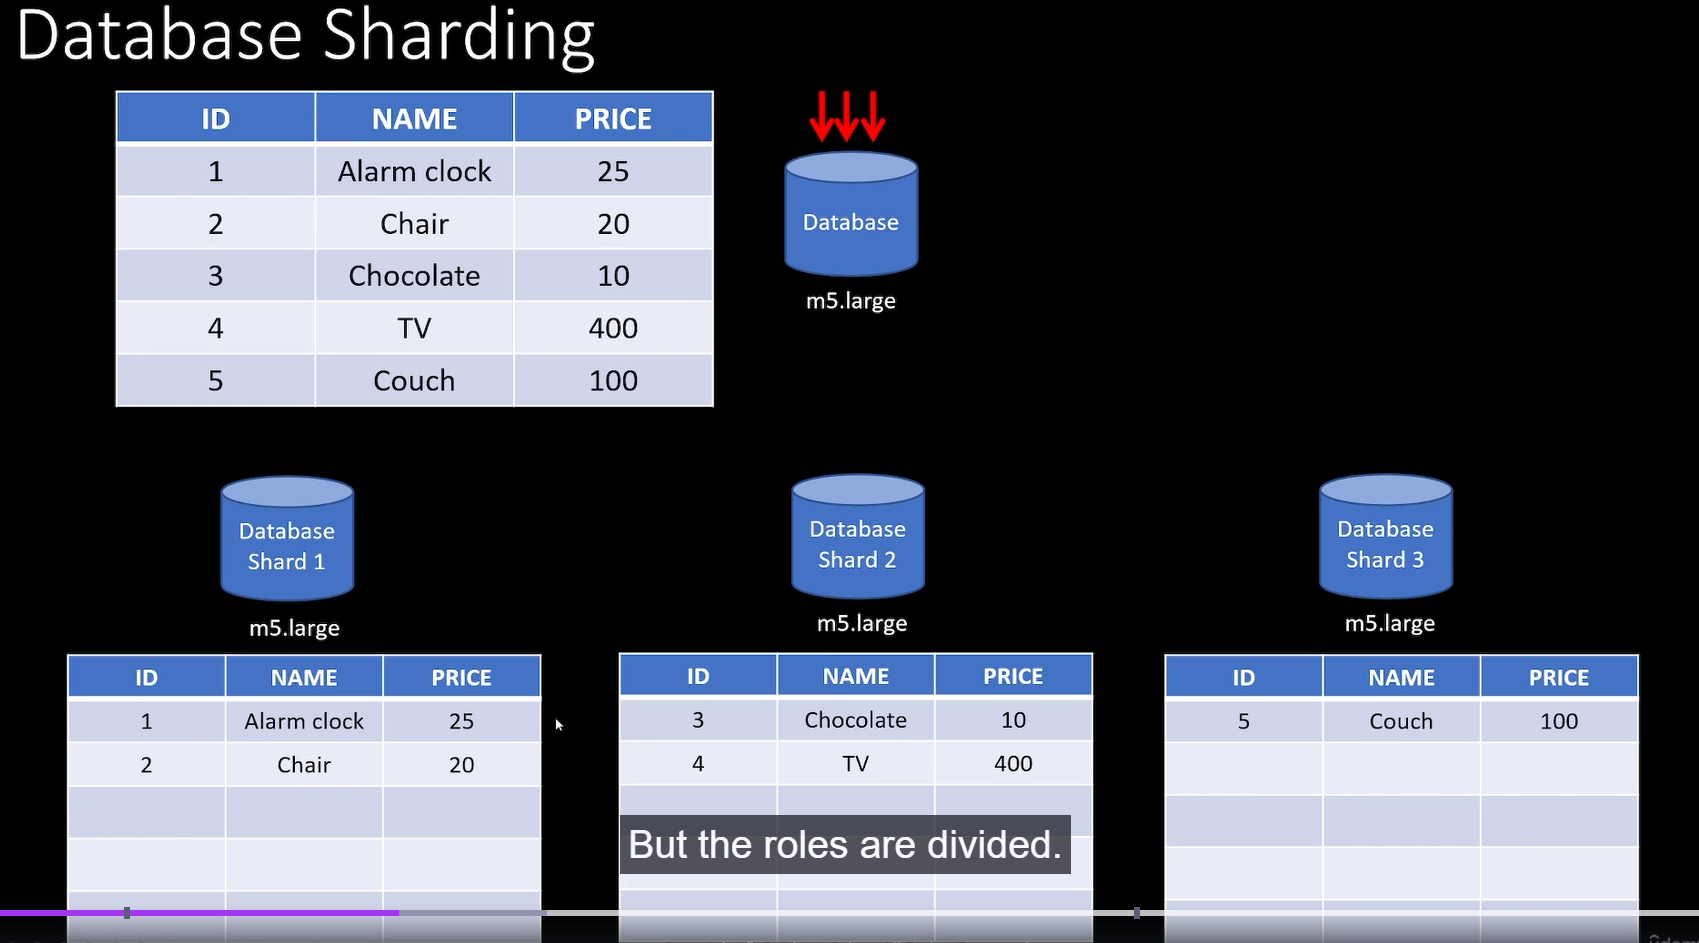 Database Sharding
ID NAME PRICE
1 Alarm clock 25
2 Chair 20
3 Chocolate 10
4 TV 400
5 Couch 100
Database
m5.large
Database
Shard 1
m5.large
ID NAME PRICE
1 Alarm clock 25
2 Chair 20
Database
Shard 2
m5.large
ID NAME PRICE
3 Chocolate 10
4 TV 400
Database
Shard 3
m5.large
ID NAME PRICE
5 Couch 100
But the roles are divided.